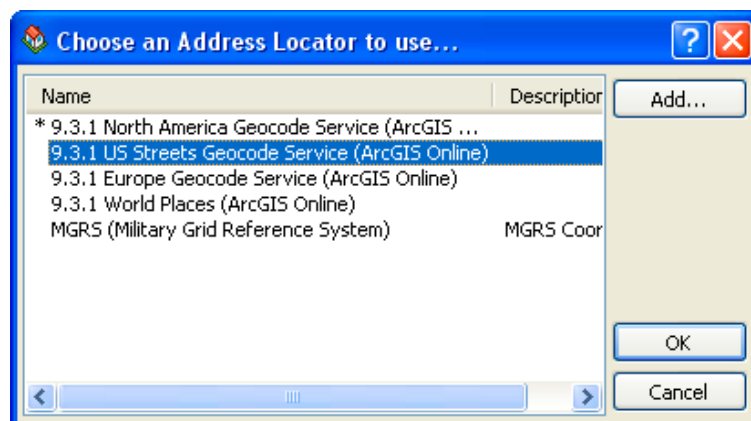 Choose an Address Locator to use...
Name Descriptior Add...
* 9.3.1 North America Geocode Service (ArcGIS ...
9.3.1 US Streets Geocode Service (ArcGIS Online)
9.3.1 Europe Geocode Service (ArcGIS Online)
9.3.1 World Places (ArcGIS Online)
MGRS (Military Grid Reference System) MGRS Coor
OK
Cancel